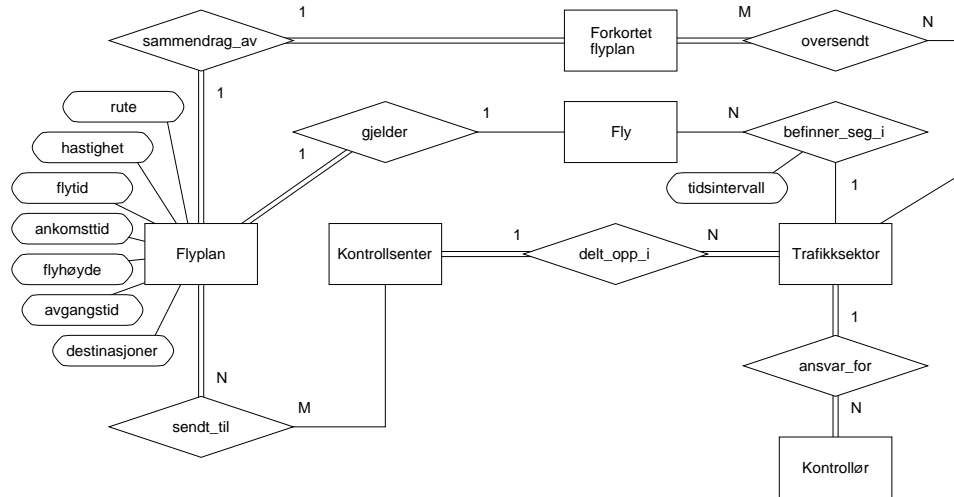 1
M
N
sammendrag_av
Forkortet
flyplan
oversendt
1
rute
1
N
gjelder
Fly
befinner_seg_i
hastighet
1
flytid
tidsintervall
1
ankomsttid
1
N
Flyplan
Kontrollsenter
delt_opp_i
Trafikksektor
flyhøyde
avgangstid
1
destinasjoner
ansvar_for
N
M
N
sendt_til
Kontrollør